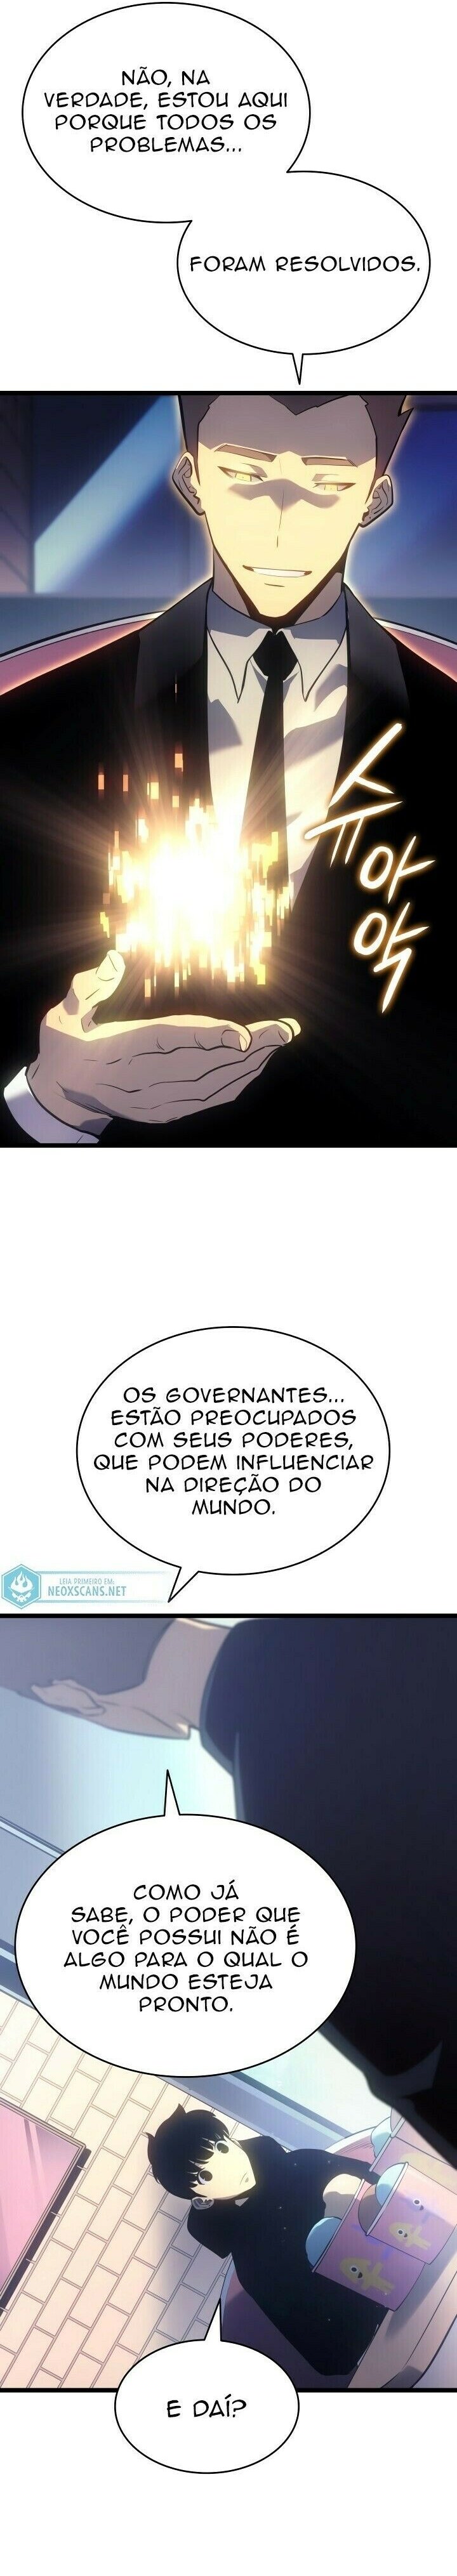 NÃO, NA
VERDADE, ESTOU AQUI
PORQUE TODOS OS
PROBLEMAS...
FORAM RESOLVIDOS.
슈아악
OS GOVERNANTES...
ESTÃO PREOCUPADOS
COM SEUS PODERES,
QUE PODEM INFLUENCIAR
NA DIREÇÃO DO
MUNDO.
LEIA PRIMEIRO EM:
NEOXSCANS.NET
COMO JÁ
SABE, O PODER QUE
VOCÊ POSSUI NÃO É
ALGO PARA O QUAL O
MUNDO ESTEJA
PRONTO.
E DAÍ?